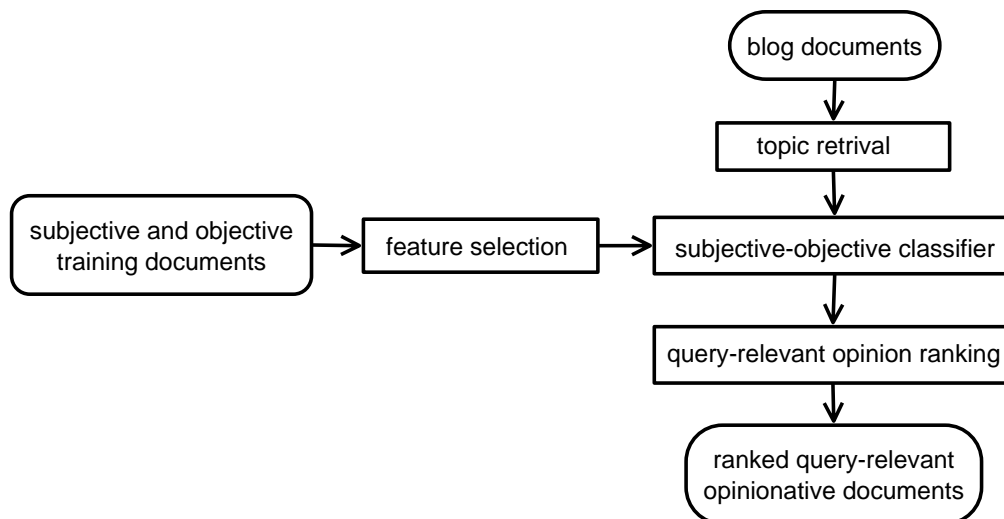 blog documents
topic retrival
subjective and objective
training documents
feature selection
subjective-objective classifier
query-relevant opinion ranking
ranked query-relevant
opinionative documents